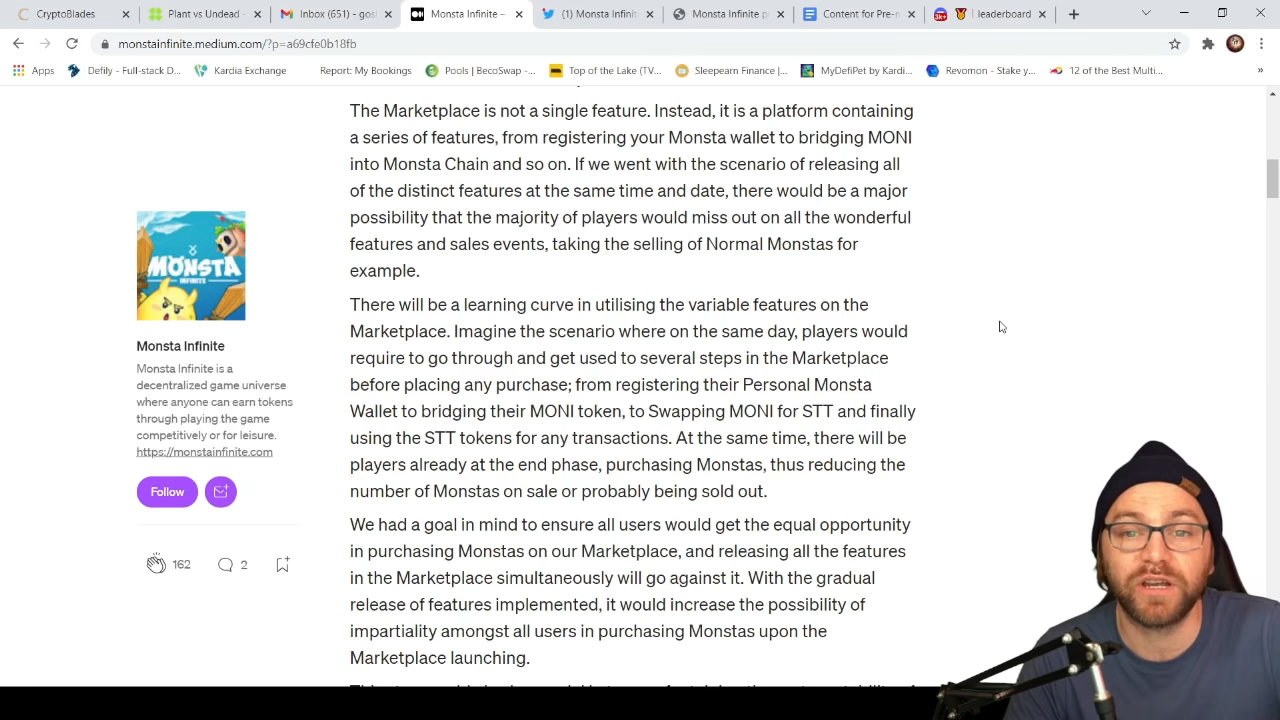 CryptoBlades
Plant vs Undead -
Inbox (651) - gosl
Monsta Infinite –
(1) Monsta Infinit
Monsta Infinite p
Content for Pre-r
3k+ leaderboard
monstainfinite.medium.com/?p=a69cfe0b18fb
Apps
Defily - Full-stack D...
Kardia Exchange
Report: My Bookings
Pools | BecoSwap -...
Top of the Lake (TV...
Sleepearn Finance |...
MyDefiPet by Kardi...
Revomon - Stake y...
12 of the Best Multi...
The Marketplace is not a single feature. Instead, it is a platform containing
a series of features, from registering your Monsta wallet to bridging MONI
into Monsta Chain and so on. If we went with the scenario of releasing all
of the distinct features at the same time and date, there would be a major
possibility that the majority of players would miss out on all the wonderful
features and sales events, taking the selling of Normal Monstas for
example.
There will be a learning curve in utilising the variable features on the
Marketplace. Imagine the scenario where on the same day, players would
require to go through and get used to several steps in the Marketplace
before placing any purchase; from registering their Personal Monsta
Wallet to bridging their MONI token, to Swapping MONI for STT and finally
using the STT tokens for any transactions. At the same time, there will be
players already at the end phase, purchasing Monstas, thus reducing the
number of Monstas on sale or probably being sold out.
We had a goal in mind to ensure all users would get the equal opportunity
in purchasing Monstas on our Marketplace, and releasing all the features
in the Marketplace simultaneously will go against it. With the gradual
release of features implemented, it would increase the possibility of
impartiality amongst all users in purchasing Monstas upon the
Marketplace launching.
MONSTA
INFINITE
Monsta Infinite
Monsta Infinite is a
decentralized game universe
where anyone can earn tokens
through playing the game
competitively or for leisure.
https://monstainfinite.com
Follow
162
2